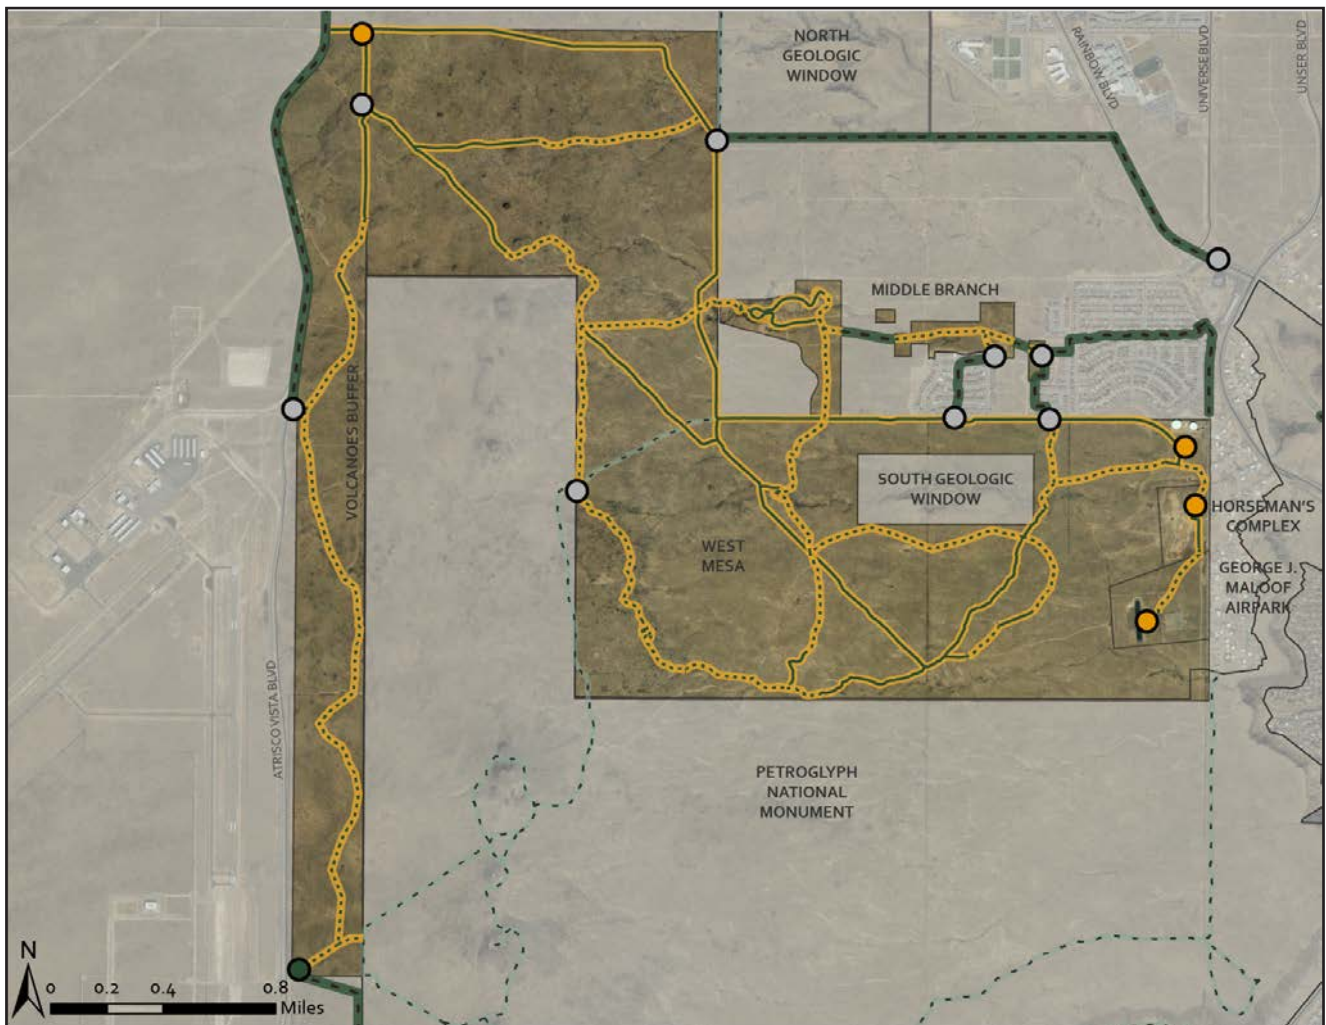 NORTH
GEOLOGIC
WINDOW
RAINBOW BLVD
UNIVERSE BLVD
UNSER BLVD
MIDDLE BRANCH
VOLCANOES BUFFER
SOUTH GEOLOGIC
WINDOW
HORSEMAN'S
COMPLEX
WEST
MESA
GEORGE J.
MALOOF
AIRPARK
ATRISCO VISTA BLVD
PETROGLYPH
NATIONAL
MONUMENT
N
0 0.2 0.4 0.8
Miles